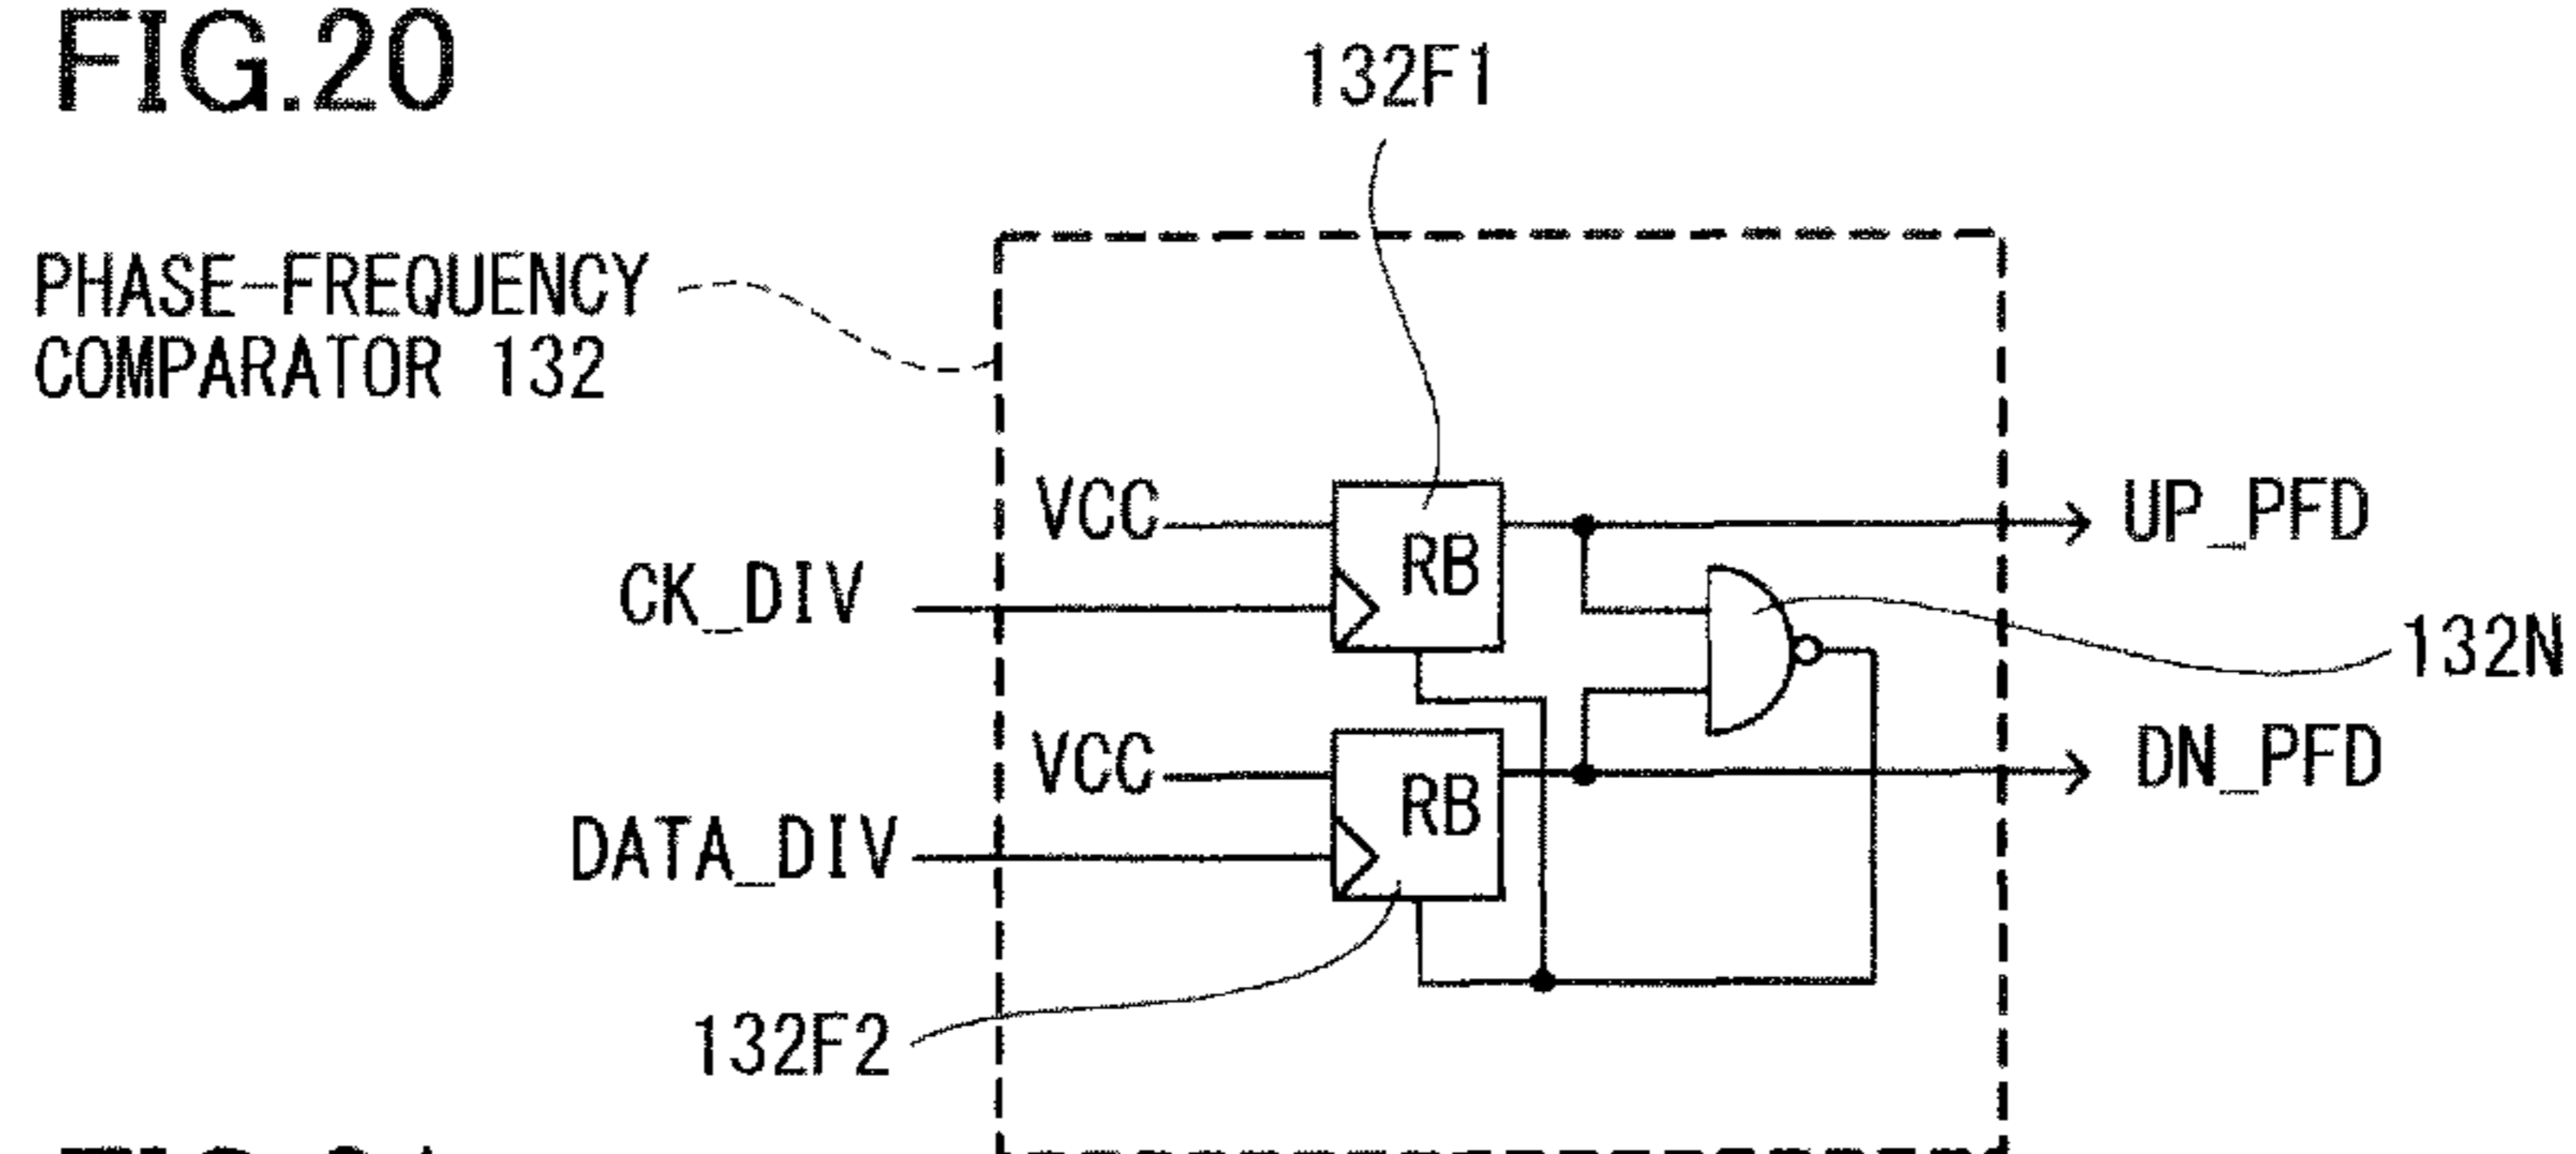 FIG.20
132F1
PHASE-FREQUENCY
COMPARATOR 132
VCC
RB
UP_PFD
CK_DIV
132N
VCC
RB
DN_PFD
DATA_DIV
132F2